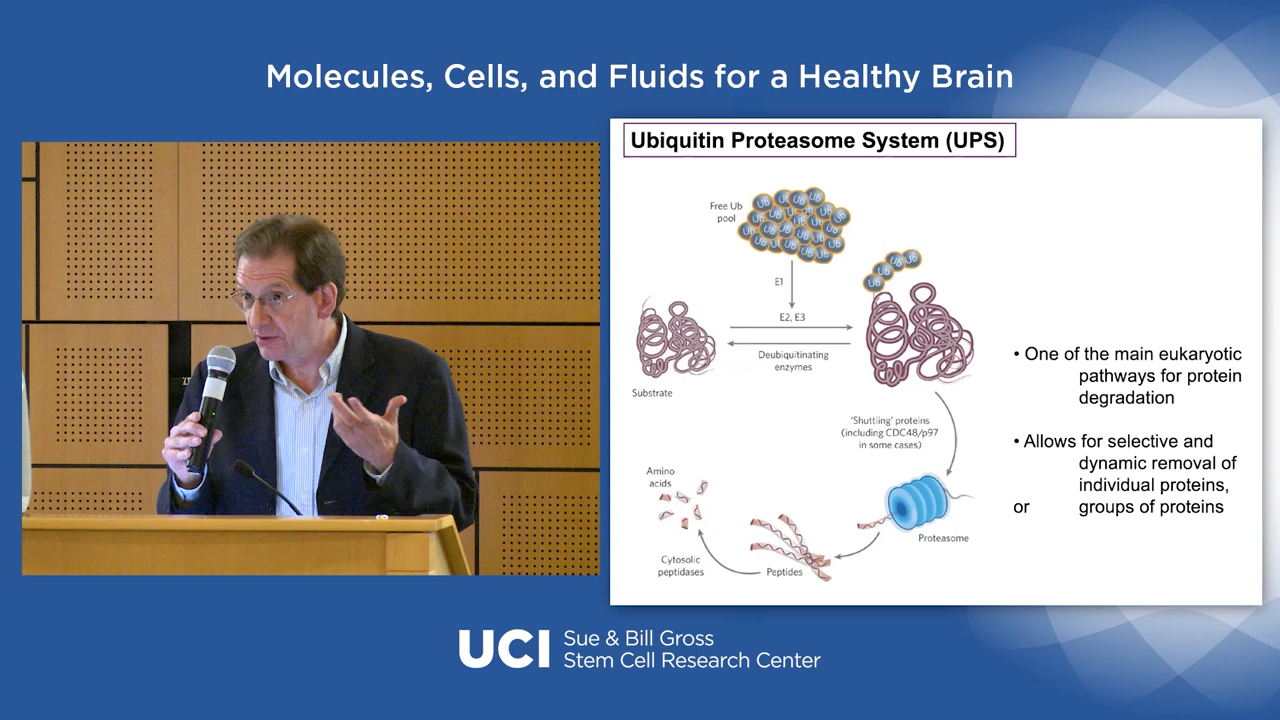 Molecules, Cells, and Fluids for a Healthy Brain
Ubiquitin Proteasome System (UPS)
Free Ub
pool
Ub
E1
E2, E3
Deubiquitinating
enzymes
Substrate
'Shuttling' proteins
(including CDC48/p97
in some cases)
Amino
acids
Proteasome
Cytosolic
peptidases
Peptides
• One of the main eukaryotic
pathways for protein
degradation
• Allows for selective and
dynamic removal of
individual proteins,
or groups of proteins
UCI Sue & Bill Gross
Stem Cell Research Center